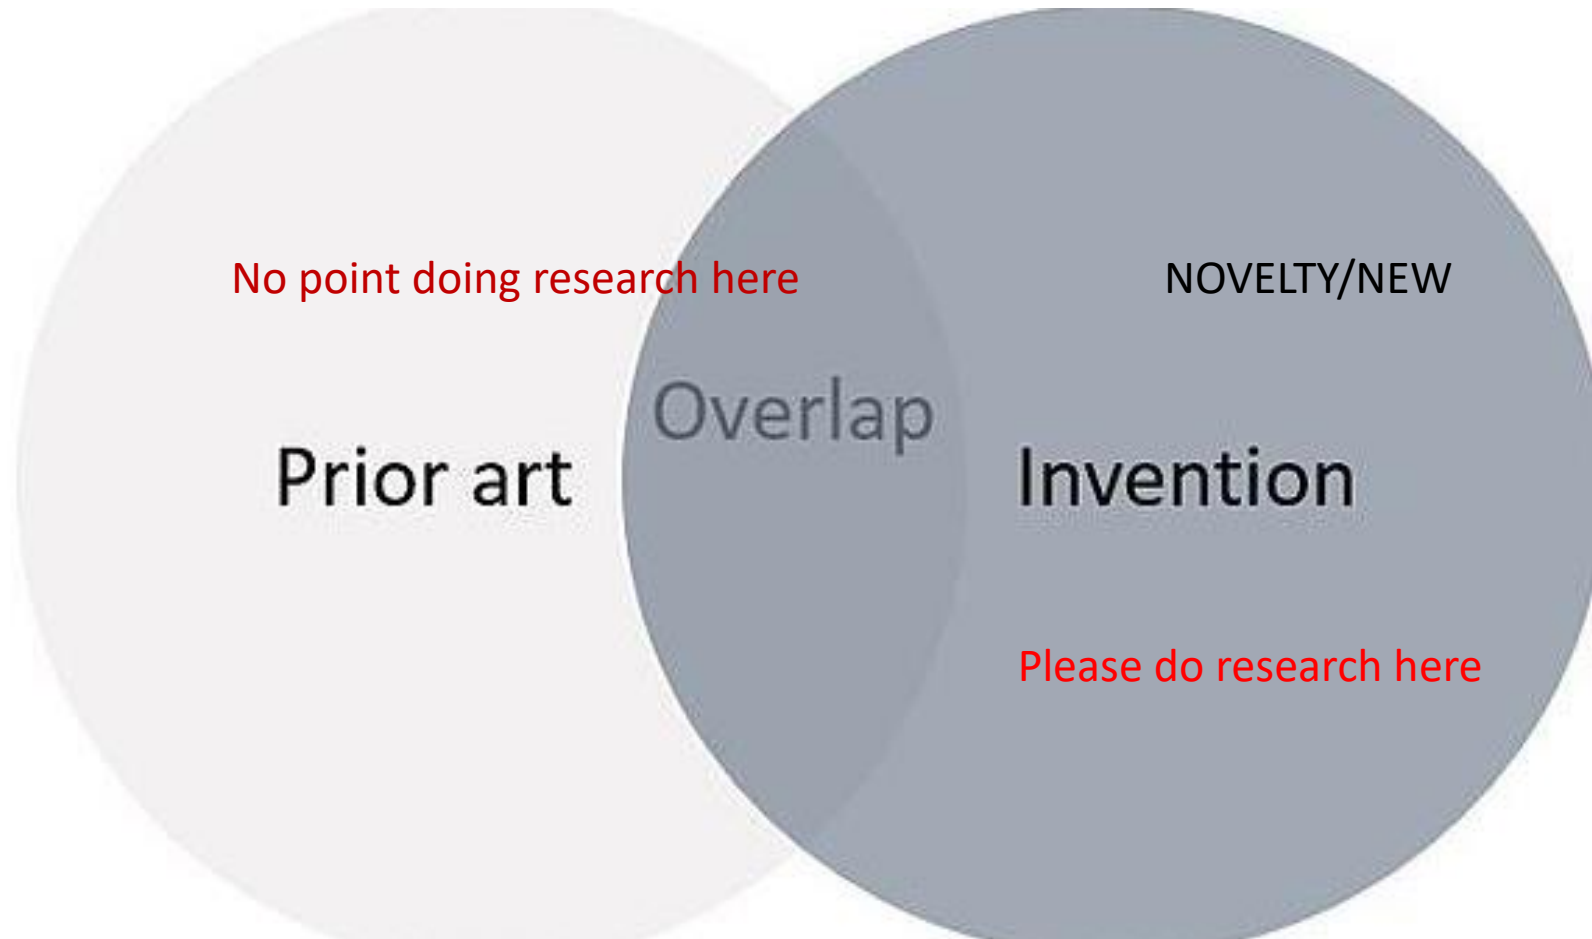 No point doing research here
NOVELTY/NEW
Overlap
Prior art
Invention
Please do research here